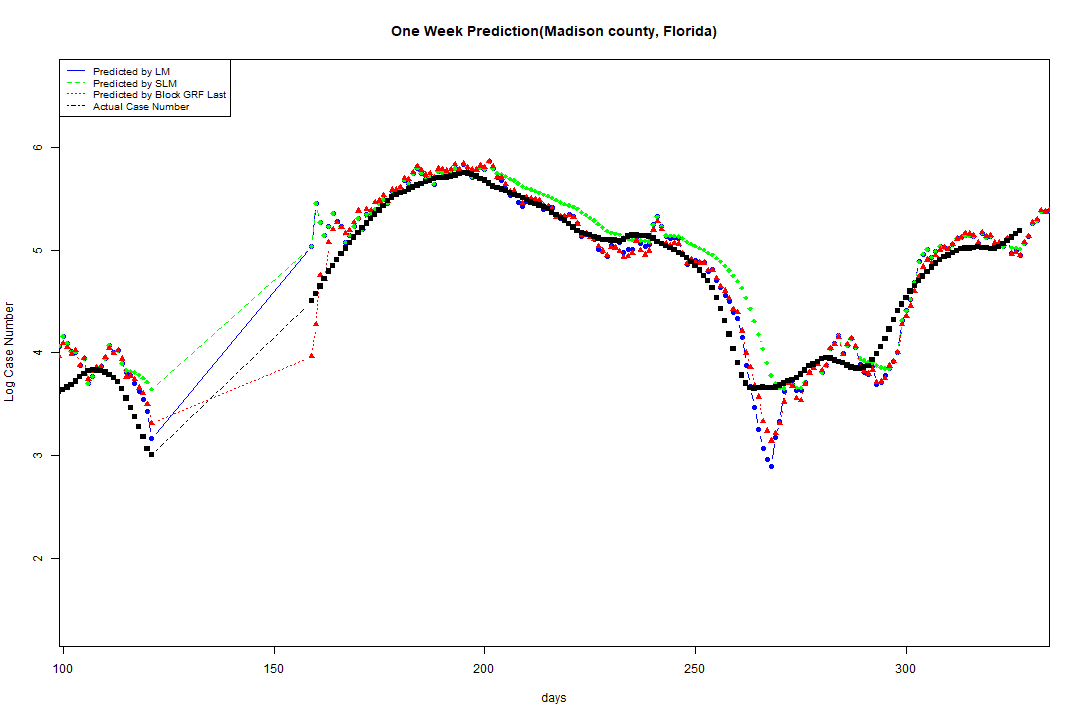 One Week Prediction(Madison county, Florida)
Predicted by LM
Predicted by SLM
Predicted by Block GRF Last
Actual Case Number
6
5
4
3
2
Log Case Number
100 150 200 250 300
days